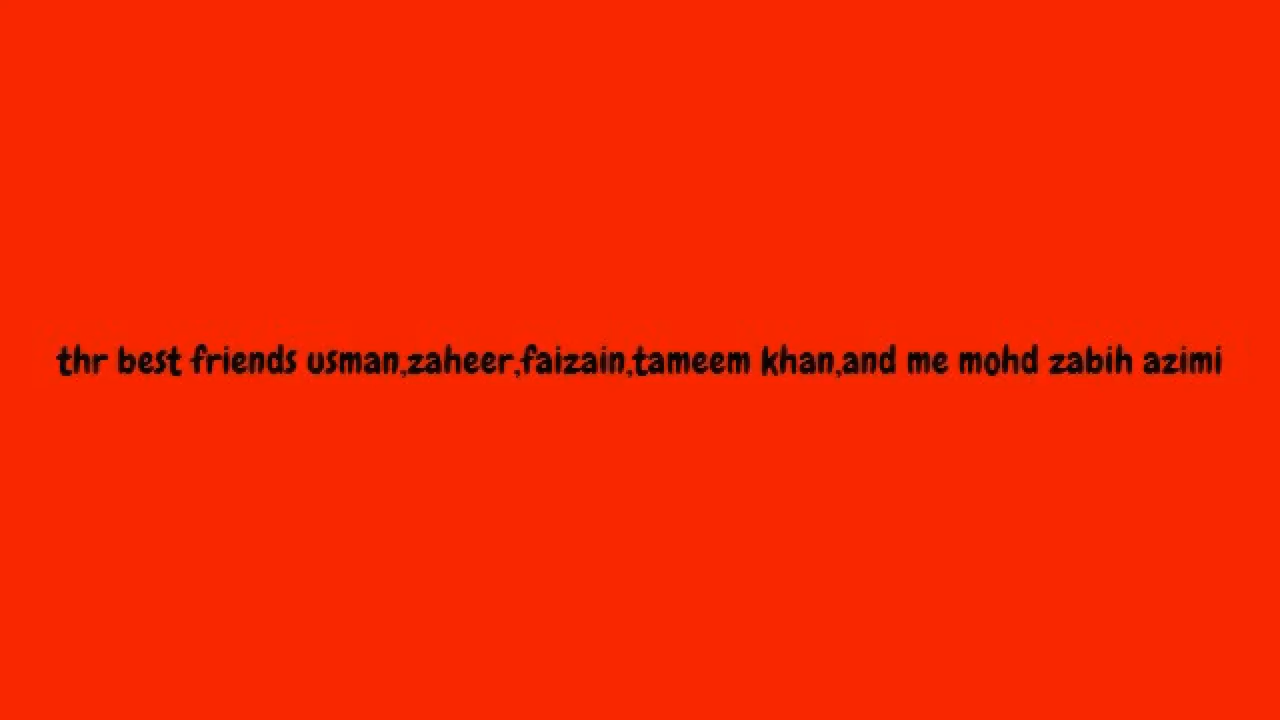 thr best friends usman,zaheer,faizain,tameem khan,and me mohd zabih azimi